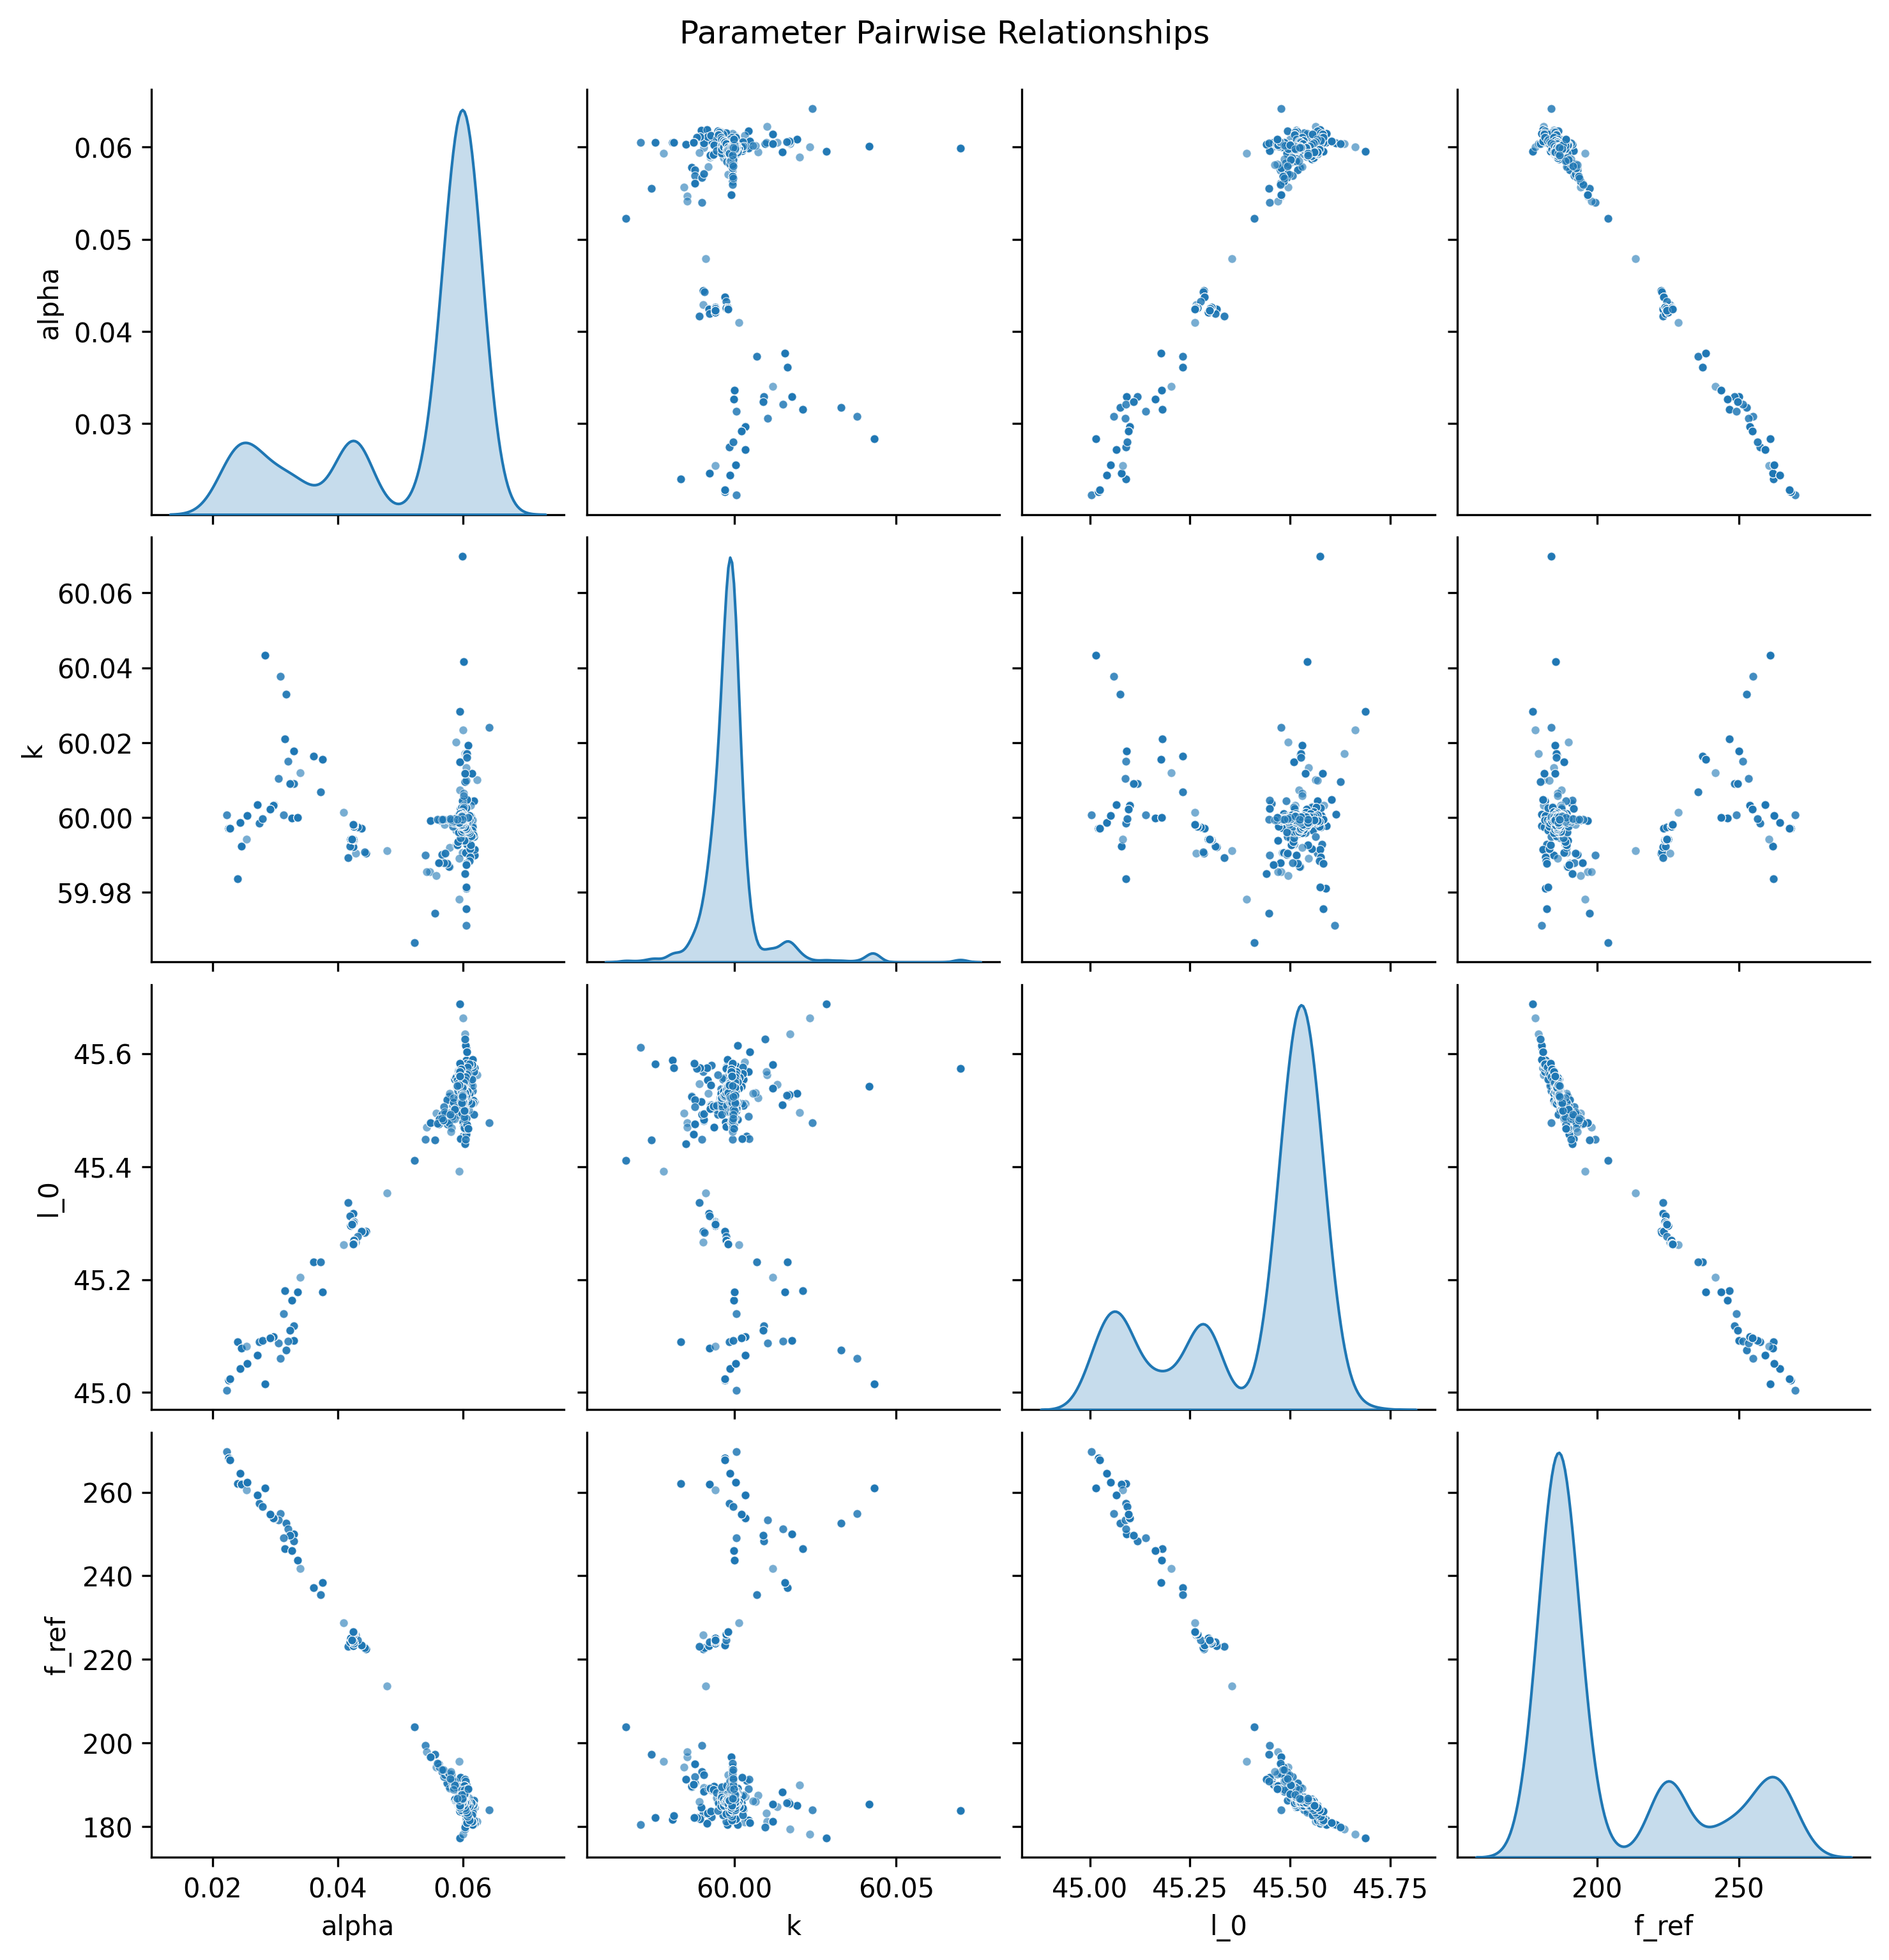 Parameter Pairwise Relationships
0.06
0.05
0.04
0.03
alpha
60.06
60.04
60.02
60.00
59.98
k
45.6
45.4
45.2
45.0
l_0
260
240
220
200
180
f_ref
0.02 0.04 0.06 60.00 60.05 45.00 45.25 45.50 45.75 200 250
alpha k l_0 f_ref